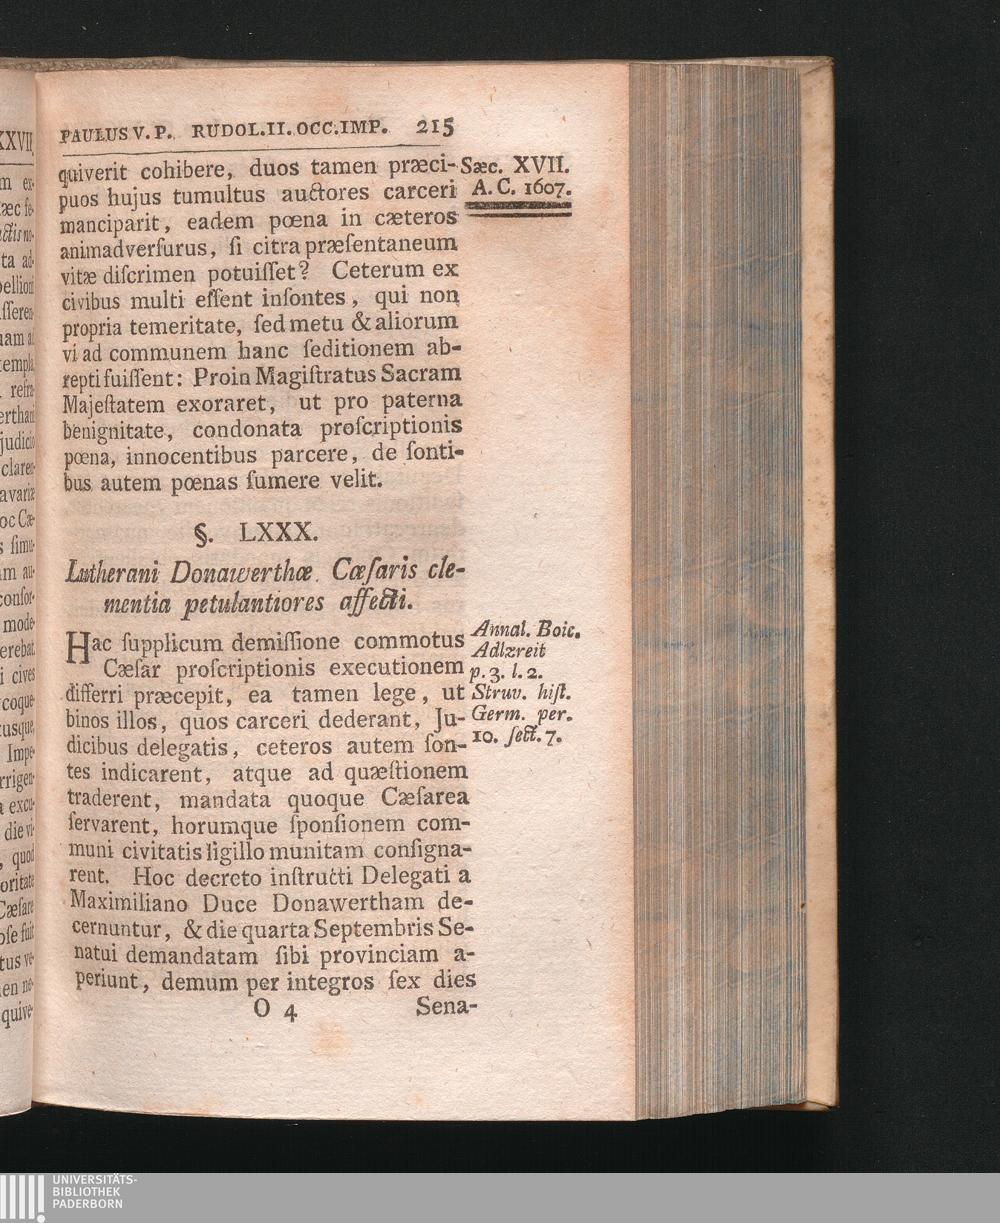 PAULUS V. P. RUDOL.II. OCC.IMP. 215
Sæc. XVII.
A. C. 1607.
quiverit cohibere, duos tamen præci-
puos hujus tumultus auctores carceri
manciparit, eadem pœna in cæteros
animadverſurus, ſi citra præſentaneum
vitæ diſcrimen potuiſſet? Ceterum ex
civibus multi eſſent inſontes, qui non
propria temeritate, ſed metu & aliorum
vi ad communem hanc ſeditionem ab-
repti fuiſſent: Proin Magiſtratus Sacram
Majeſtatem exoraret, ut pro paterna
benignitate, condonata proſcriptionis
pœna, innocentibus parcere, de ſonti-
bus autem pœnas ſumere velit.
§. LXXX.
Lutherani Donawerthæ Cæſaris cle-
mentia petulantiores affecti.
Hac ſupplicum demiſſione commotus
Cæſar proſcriptionis executionem
differri præcepit, ea tamen lege, ut
binos illos, quos carceri dederant, Ju-
dicibus delegatis, ceteros autem ſon-
tes indicarent, atque ad quæſtionem
traderent, mandata quoque Cæſarea
ſervarent, horumque ſponſionem com-
muni civitatis ſigillo munitam conſigna-
rent. Hoc decreto inſtructi Delegati a
Maximiliano Duce Donawertham de-
cernuntur, & die quarta Septembris Se-
natui demandatam ſibi provinciam a-
periunt, demum per integros ſex dies
O 4 Sena-
Annal. Boic.
Adlzreit
p. 3. l. 2.
Struv. hiſt.
Germ. per.
10. ſect. 7.
UNIVERSITÄTS-
BIBLIOTHEK
PADERBORN